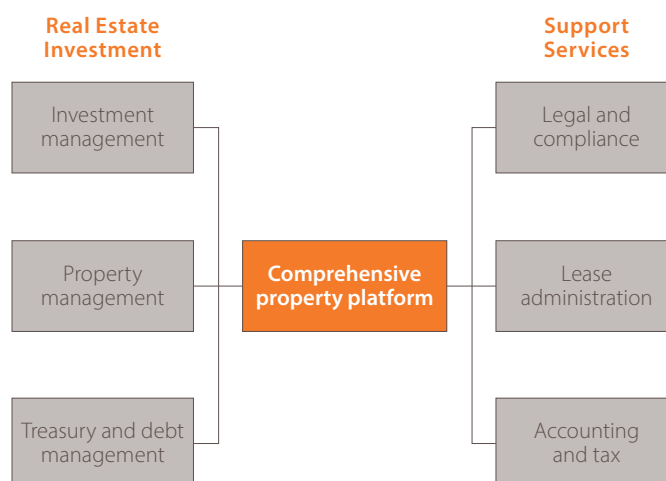 Real Estate
Investment
Support
Services
Investment
management
Legal and
compliance
Property
management
Comprehensive
property platform
Lease
administration
Treasury and debt
management
Accounting
and tax